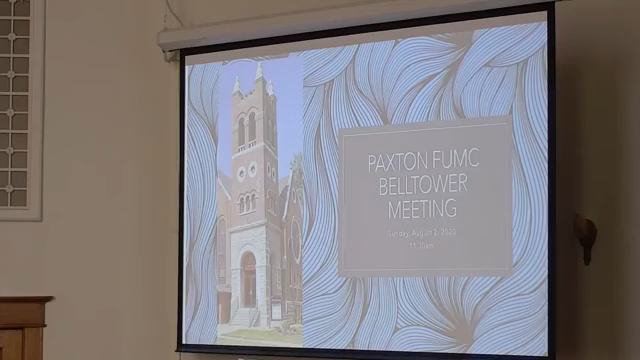 PAXTON FUMC
BELLTOWER
MEETING
Sunday, August 2, 2020
11:30am